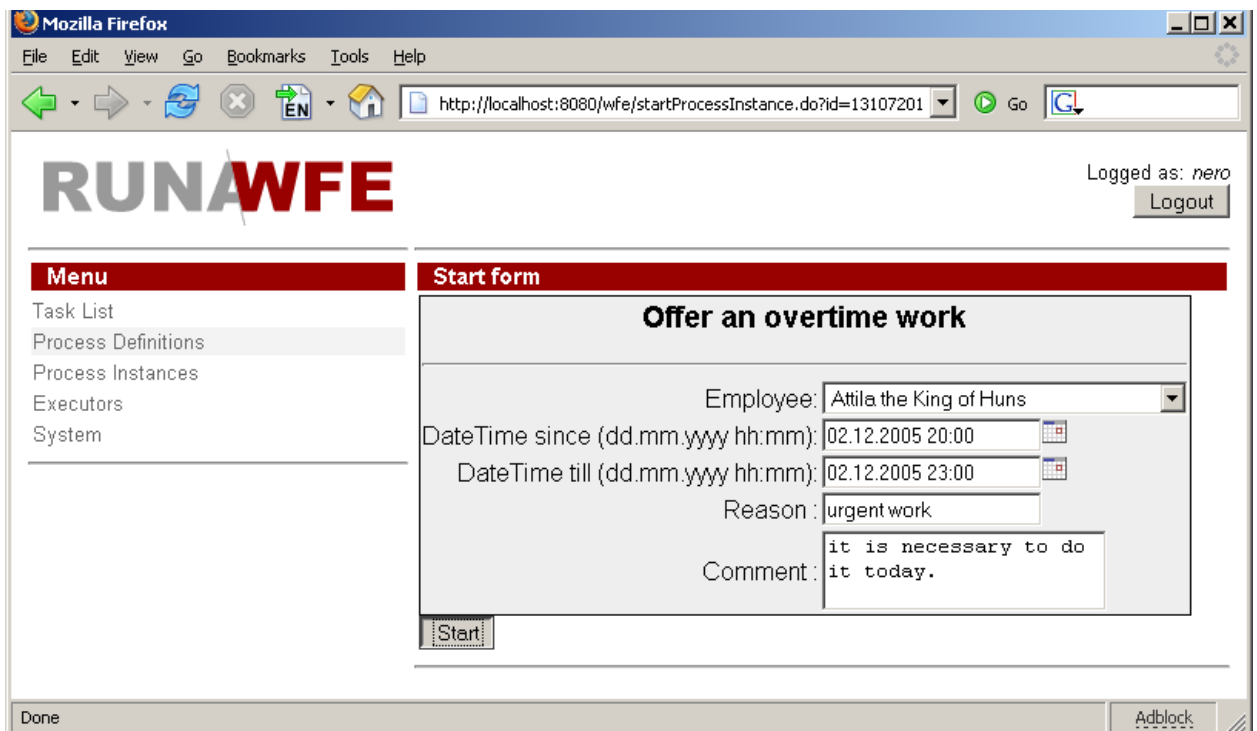 Mozilla Firefox
File Edit View Go Bookmarks Tools Help
EN http://localhost:8080/wfe/startProcessInstance.do?id=13107201 Go G
RUNAWFE
Logged as: nero
Logout
Menu
Task List
Process Definitions
Process Instances
Executors
System
Start form
Offer an overtime work
Employee: Attila the King of Huns
DateTime since (dd.mm.yyyy hh:mm): 02.12.2005 20:00
DateTime till (dd.mm.yyyy hh:mm): 02.12.2005 23:00
Reason : urgent work
Comment : it is necessary to do
it today.
Start
Done Adblock